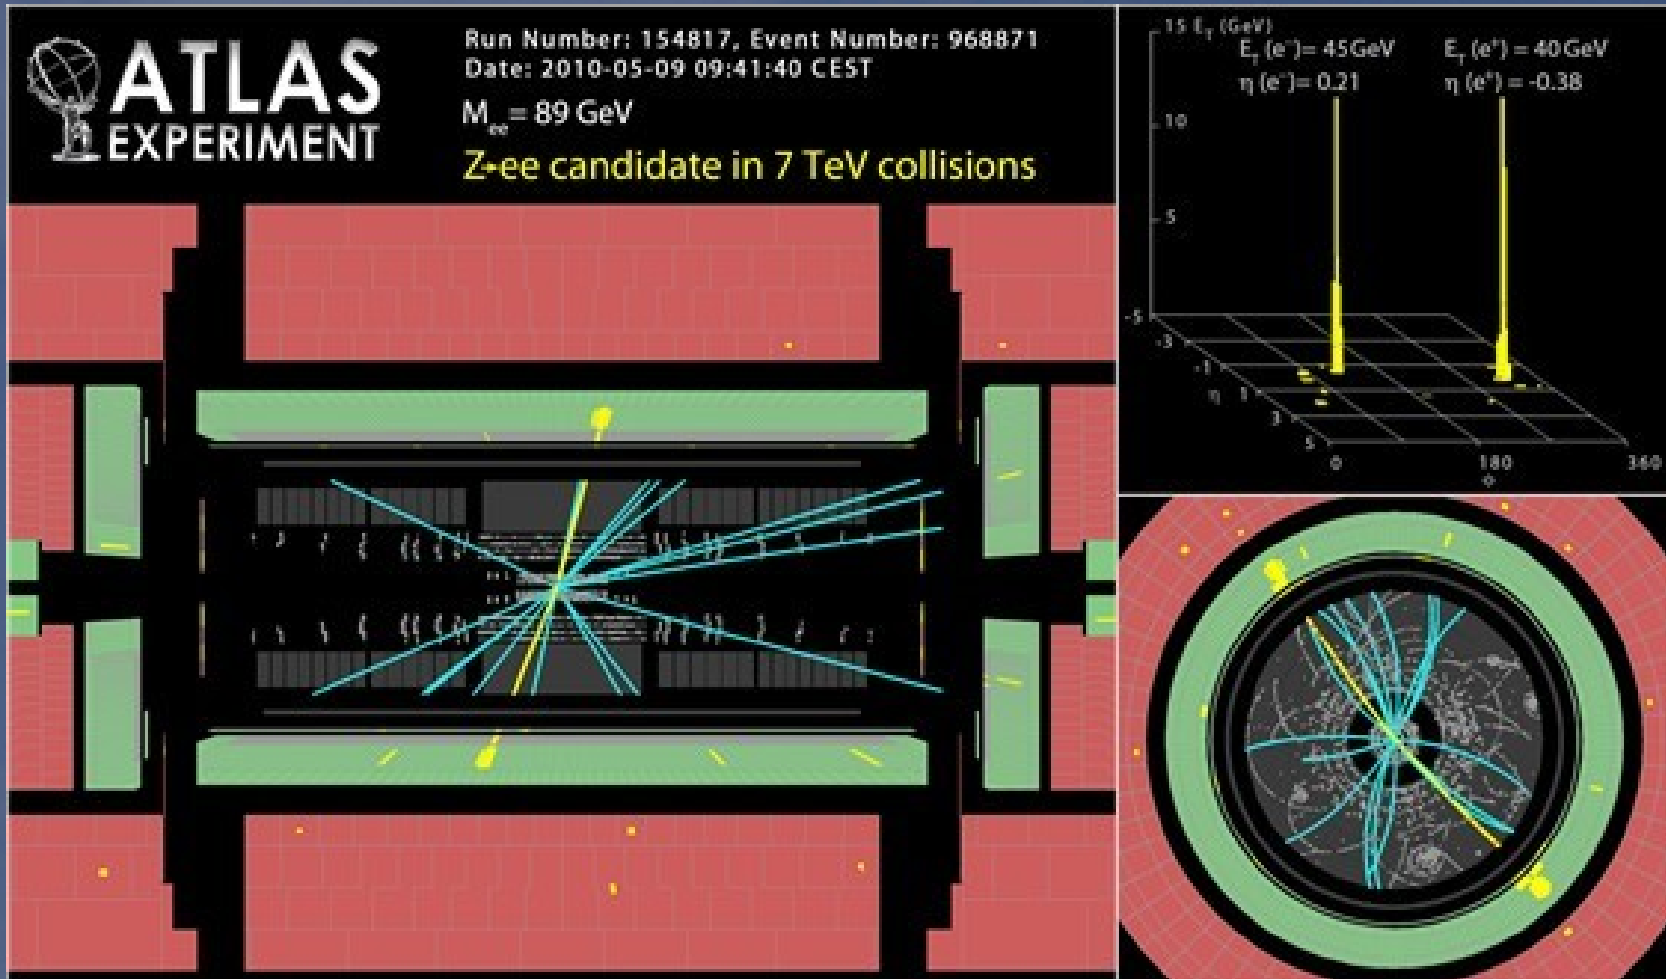 ATLAS
EXPERIMENT
Run Number: 154817, Event Number: 968871
Date: 2010-05-09 09:41:40 CEST
M_ee = 89 GeV
Z→ee candidate in 7 TeV collisions
15 E_T (GeV)
E_T (e⁻)= 45GeV E_T (e⁺) = 40GeV
η (e⁻)= 0.21 η (e⁺) = -0.38
10
5
-5
-3
-1
η 1
3
5
0 180 360